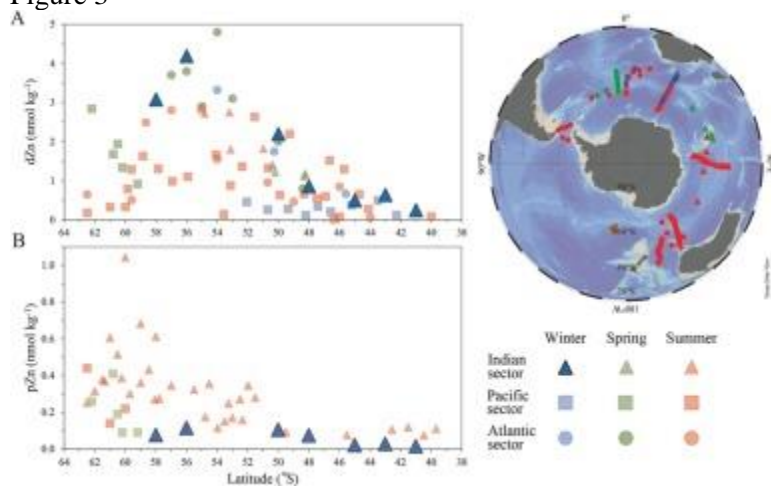 Figure 3
A
5
4
3
2
1
0
dZn (nmol kg⁻¹)
64 62 60 58 56 54 52 50 48 46 44 42 40 38
Latitude (°S)
B
1.0
0.8
0.6
0.4
0.2
0.0
pZn (nmol kg⁻¹)
64 62 60 58 56 54 52 50 48 46 44 42 40 38
Latitude (°S)
0°
90°W
Winter Spring Summer
Indian
sector
Pacific
sector
Atlantic
sector